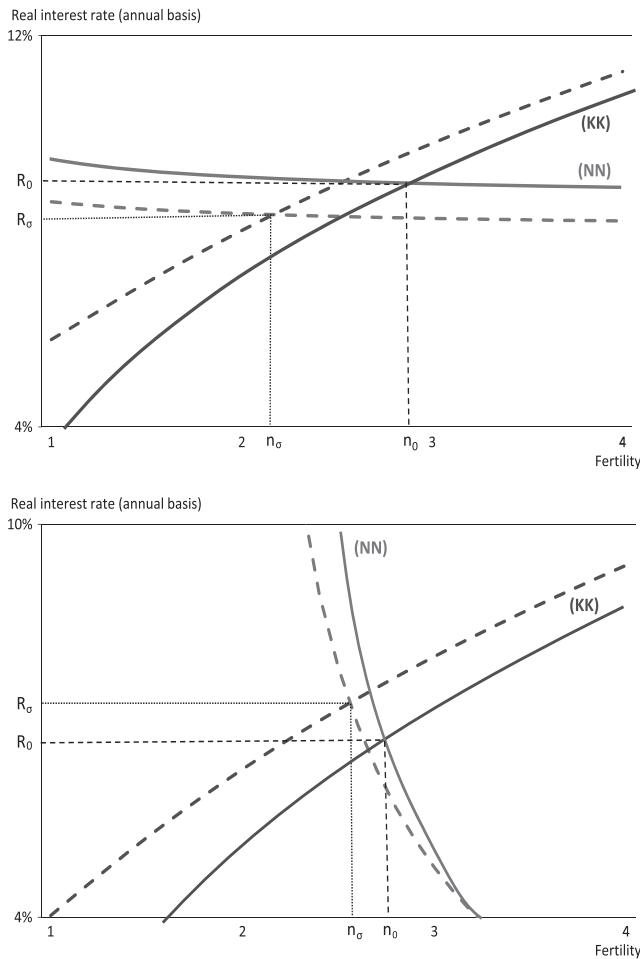 Real interest rate (annual basis)
12%
(KK)
(NN)
R₀
Rσ
4%
1 2 nσ n₀ 3 4
Fertility
Real interest rate (annual basis)
10%
(NN)
(KK)
Rσ
R₀
4%
1 2 nσ n₀ 3 4
Fertility